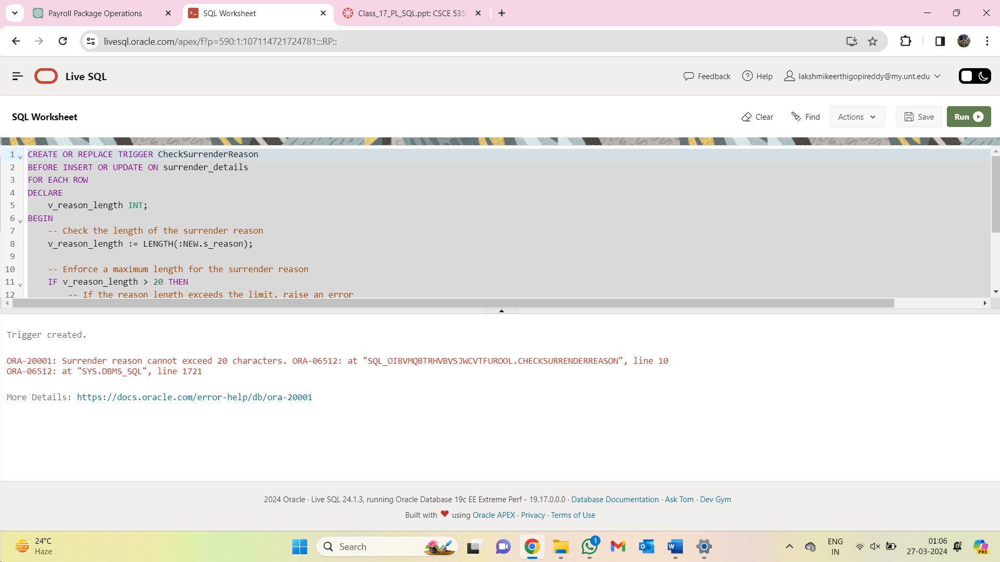 Payroll Package Operations
SQL Worksheet
Class_17_PL_SQL.ppt: CSCE 535
livesql.oracle.com/apex/f?p=590:1:107114721724781:::RP::
Live SQL
Feedback
Help
lakshmikeerthigopireddy@my.unt.edu
SQL Worksheet
Clear
Find
Actions
Save
Run
1 CREATE OR REPLACE TRIGGER CheckSurrenderReason
2 BEFORE INSERT OR UPDATE ON surrender_details
3 FOR EACH ROW
4 DECLARE
5 v_reason_length INT;
6 BEGIN
7 -- Check the length of the surrender reason
8 v_reason_length := LENGTH(:NEW.s_reason);
9
10 -- Enforce a maximum length for the surrender reason
11 IF v_reason_length > 20 THEN
12 -- If the reason length exceeds the limit, raise an error
Trigger created.
ORA-20001: Surrender reason cannot exceed 20 characters. ORA-06512: at "SQL_OIBVMQBTRHVBVSJWCVTFUROOL.CHECKSURRENDERREASON", line 10
ORA-06512: at "SYS.DBMS_SQL", line 1721
More Details: https://docs.oracle.com/error-help/db/ora-20001
2024 Oracle · Live SQL 24.1.3, running Oracle Database 19c EE Extreme Perf - 19.17.0.0.0 · Database Documentation · Ask Tom · Dev Gym
Built with ❤ using Oracle APEX · Privacy · Terms of Use
24°C
Haze
Search
1
ENG
IN
01:06
27-03-2024
PRE